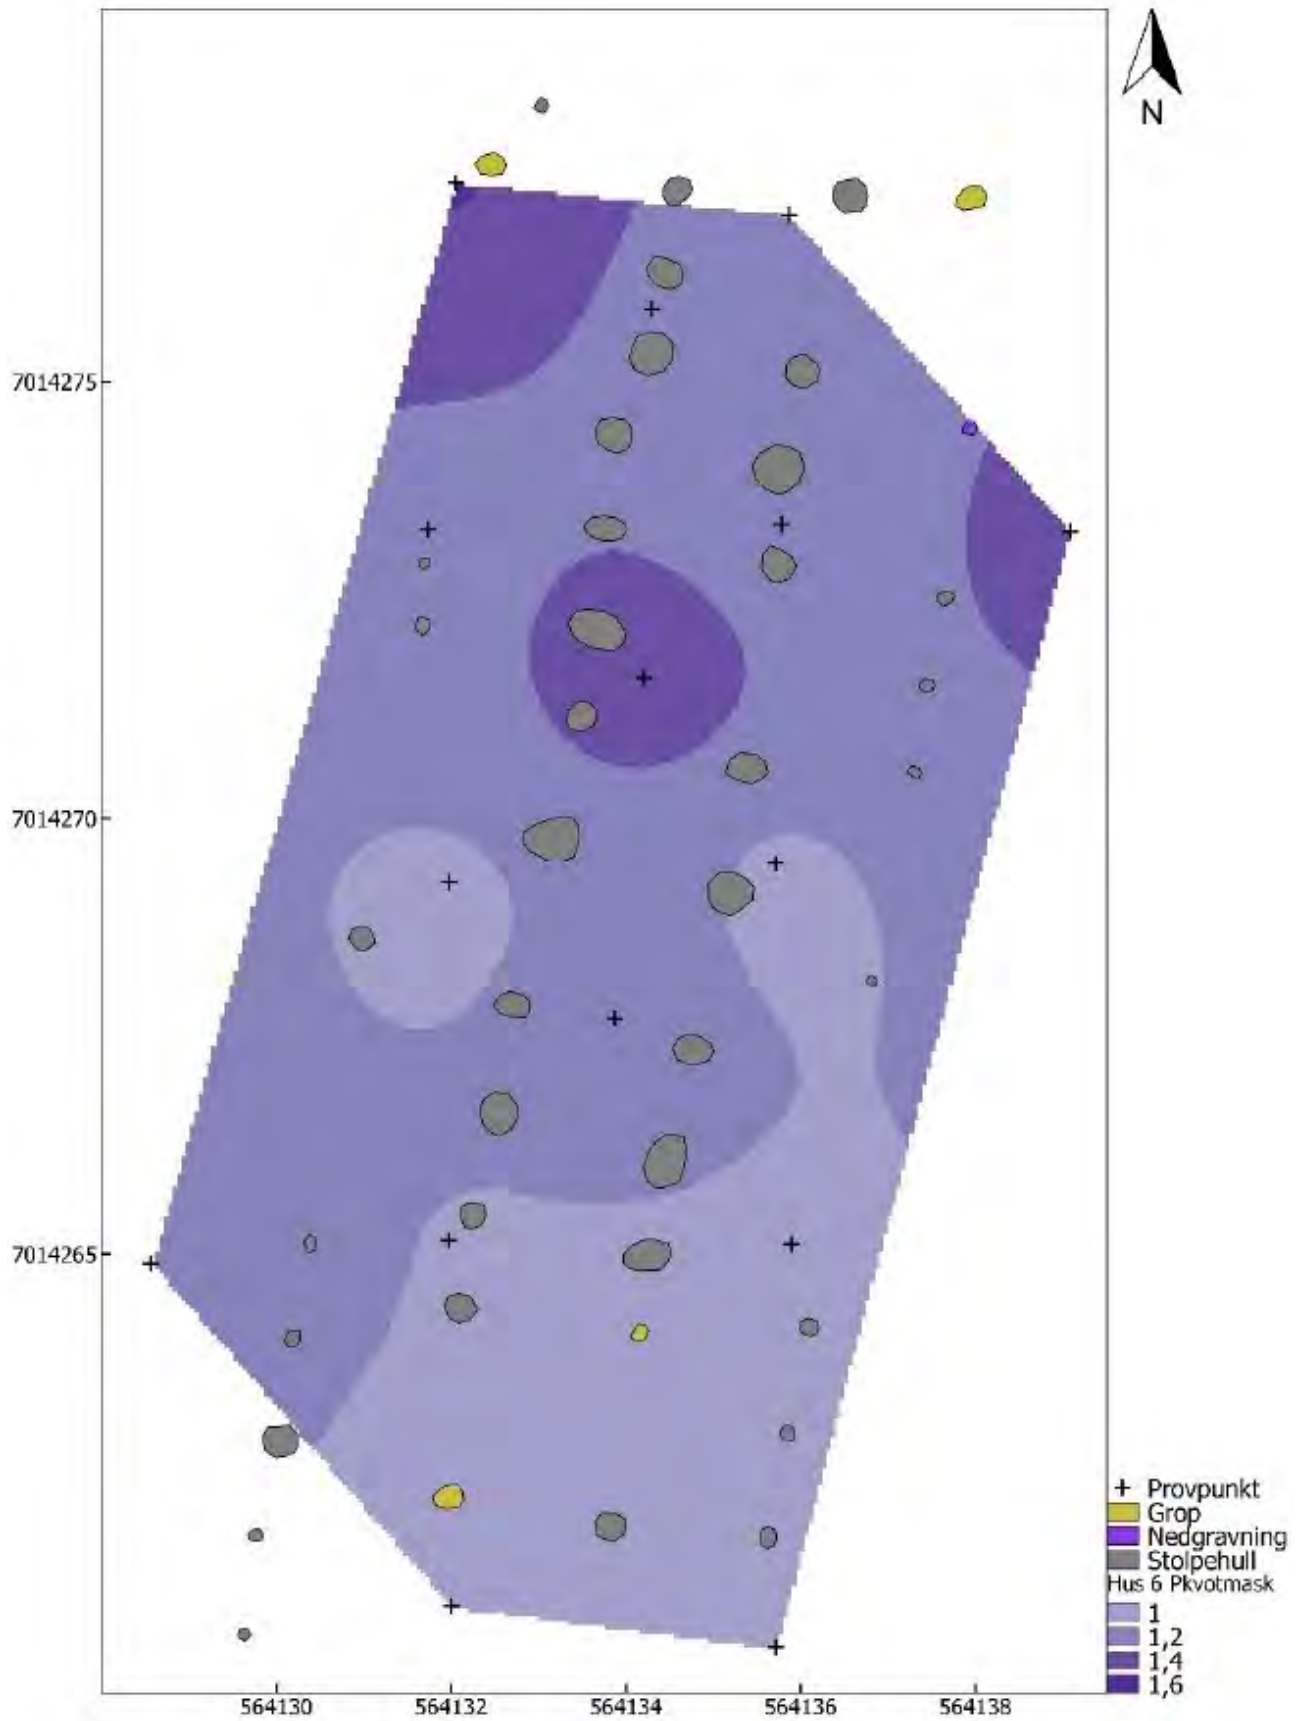 N
7014275
7014270
7014265
Provpunkt
Grop
Nedgravning
Stolpehull
Hus 6 Pkvotmask
1
1,2
1,4
1,6
564130 564132 564134 564136 564138